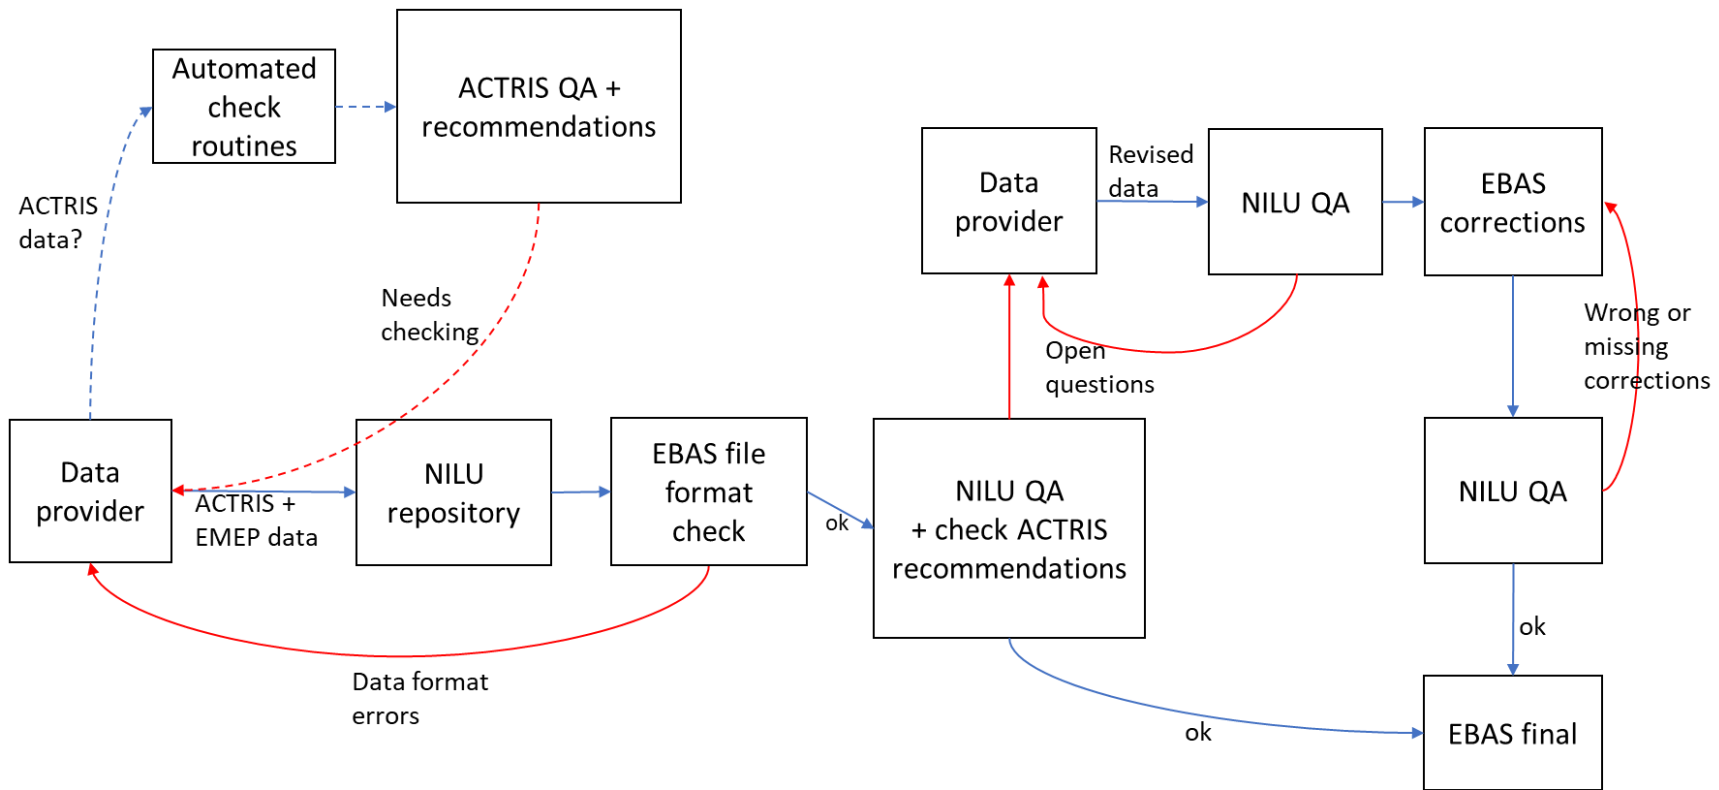 Automated
check
routines
ACTRIS QA +
recommendations
ACTRIS
data?
Needs
checking
Data
provider
ACTRIS +
EMEP data
NILU
repository
EBAS file
format
check
Data format
errors
ok
NILU QA
+ check ACTRIS
recommendations
Data
provider
Revised
data
NILU QA
EBAS
corrections
Open
questions
Wrong or
missing
corrections
NILU QA
ok
ok
EBAS final